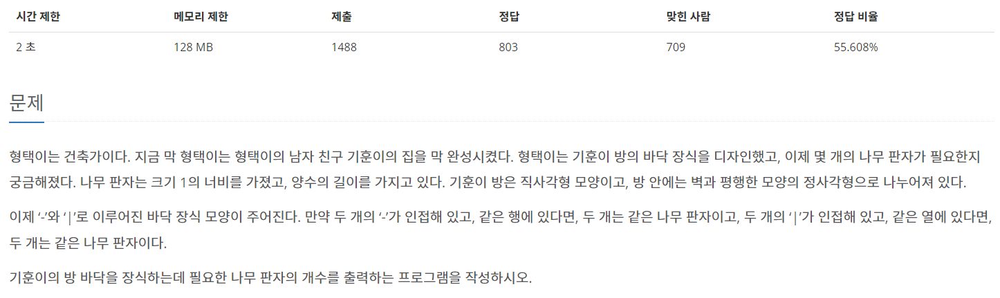 시간 제한 메모리 제한 제출 정답 맞힌 사람 정답 비율
2 초 128 MB 1488 803 709 55.608%
문제
형택이는 건축가이다. 지금 막 형택이는 형택이의 남자 친구 기훈이의 집을 막 완성시켰다. 형택이는 기훈이 방의 바닥 장식을 디자인했고, 이제 몇 개의 나무 판자가 필요한지
궁금해졌다. 나무 판자는 크기 1의 너비를 가졌고, 양수의 길이를 가지고 있다. 기훈이 방은 직사각형 모양이고, 방 안에는 벽과 평행한 모양의 정사각형으로 나누어져 있다.
이제 ‘-’와 ‘|’로 이루어진 바닥 장식 모양이 주어진다. 만약 두 개의 ‘-’가 인접해 있고, 같은 행에 있다면, 두 개는 같은 나무 판자이고, 두 개의 ‘|’가 인접해 있고, 같은 열에 있다면,
두 개는 같은 나무 판자이다.
기훈이의 방 바닥을 장식하는데 필요한 나무 판자의 개수를 출력하는 프로그램을 작성하시오.